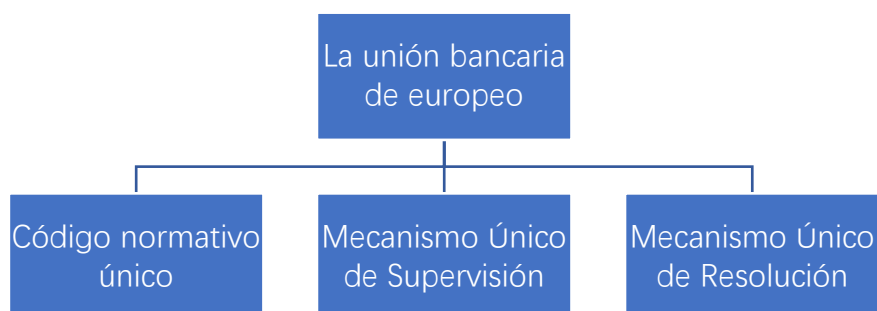 La unión bancaria
de europeo
Código normativo
único
Mecanismo Único
de Supervisión
Mecanismo Único
de Resolución